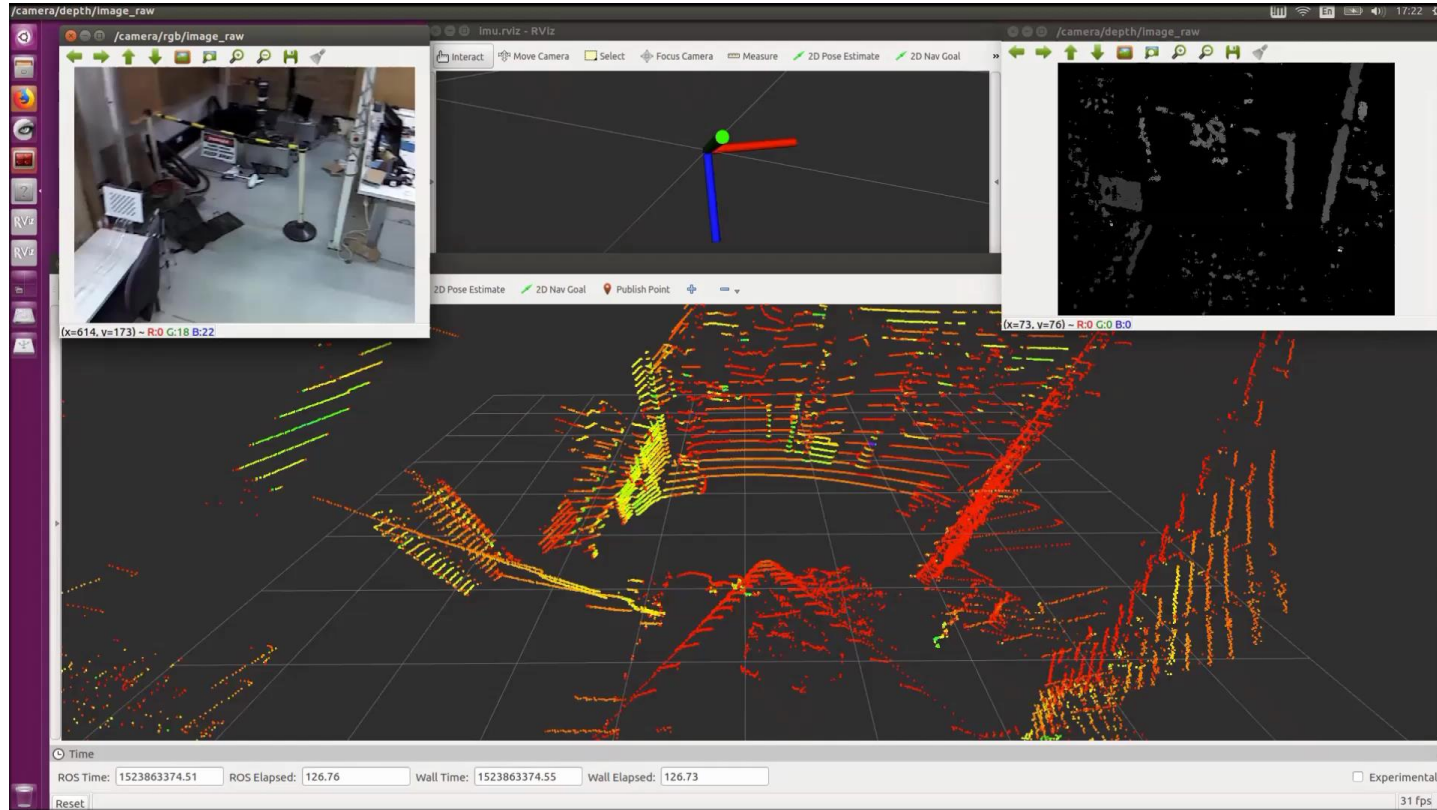 /camera/depth/image_raw
En
17:22
/camera/rgb/image_raw
imu.rviz - RViz
/camera/depth/image_raw
Interact
Move Camera
Select
Focus Camera
Measure
2D Pose Estimate
2D Nav Goal
»
RViz
RViz
2D Pose Estimate
2D Nav Goal
Publish Point
(x=614, y=173) ~ R:0 G:18 B:22
(x=73, y=76) ~ R:0 G:0 B:0
Time
ROS Time: 1523863374.51 ROS Elapsed: 126.76 Wall Time: 1523863374.55 Wall Elapsed: 126.73
Experimental
Reset
31 fps